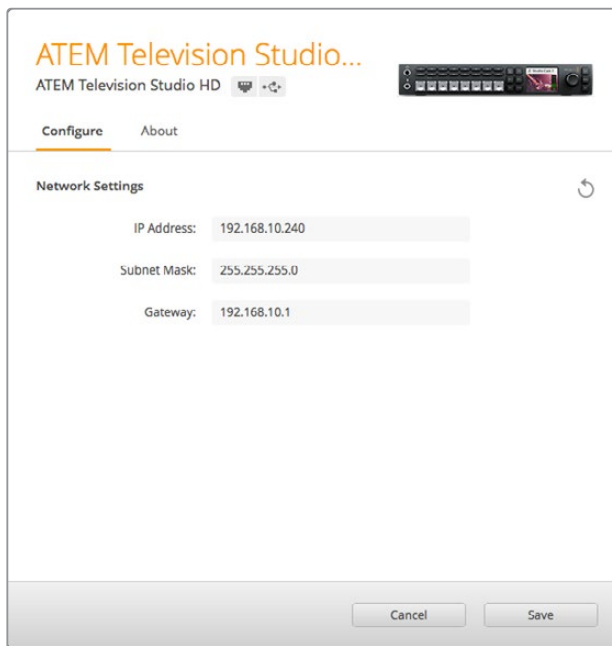 ATEM Television Studio...
ATEM Television Studio HD
Configure About
Network Settings
IP Address: 192.168.10.240
Subnet Mask: 255.255.255.0
Gateway: 192.168.10.1
Cancel Save